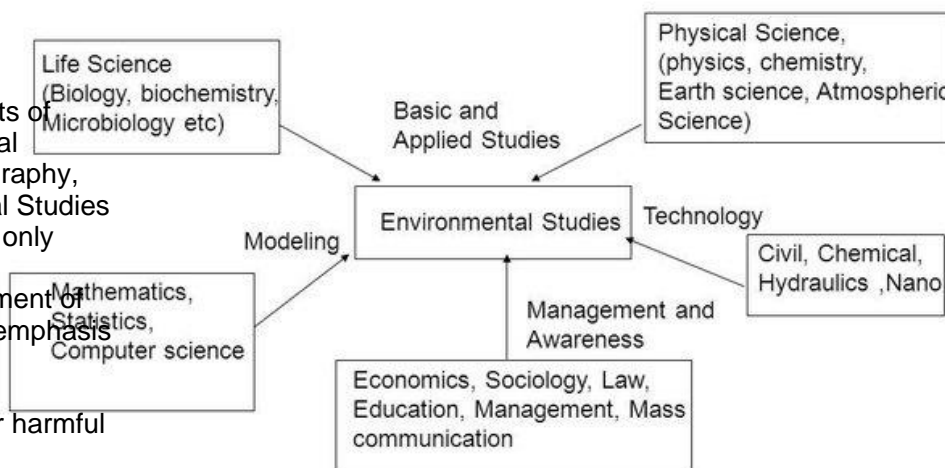 Life Science
(Biology, biochemistry,
Microbiology etc)
Physical Science,
(physics, chemistry,
Earth science, Atmospheric
Science)
Basic and
Applied Studies
ts of
al
raphy,
al Studies
only
Environmental Studies
Technology
Modeling
Civil, Chemical,
Hydraulics ,Nano
ment of
emphasis
Mathematics,
Statistics,
Computer science
Management and
Awareness
Economics, Sociology, Law,
Education, Management, Mass
communication
r harmful